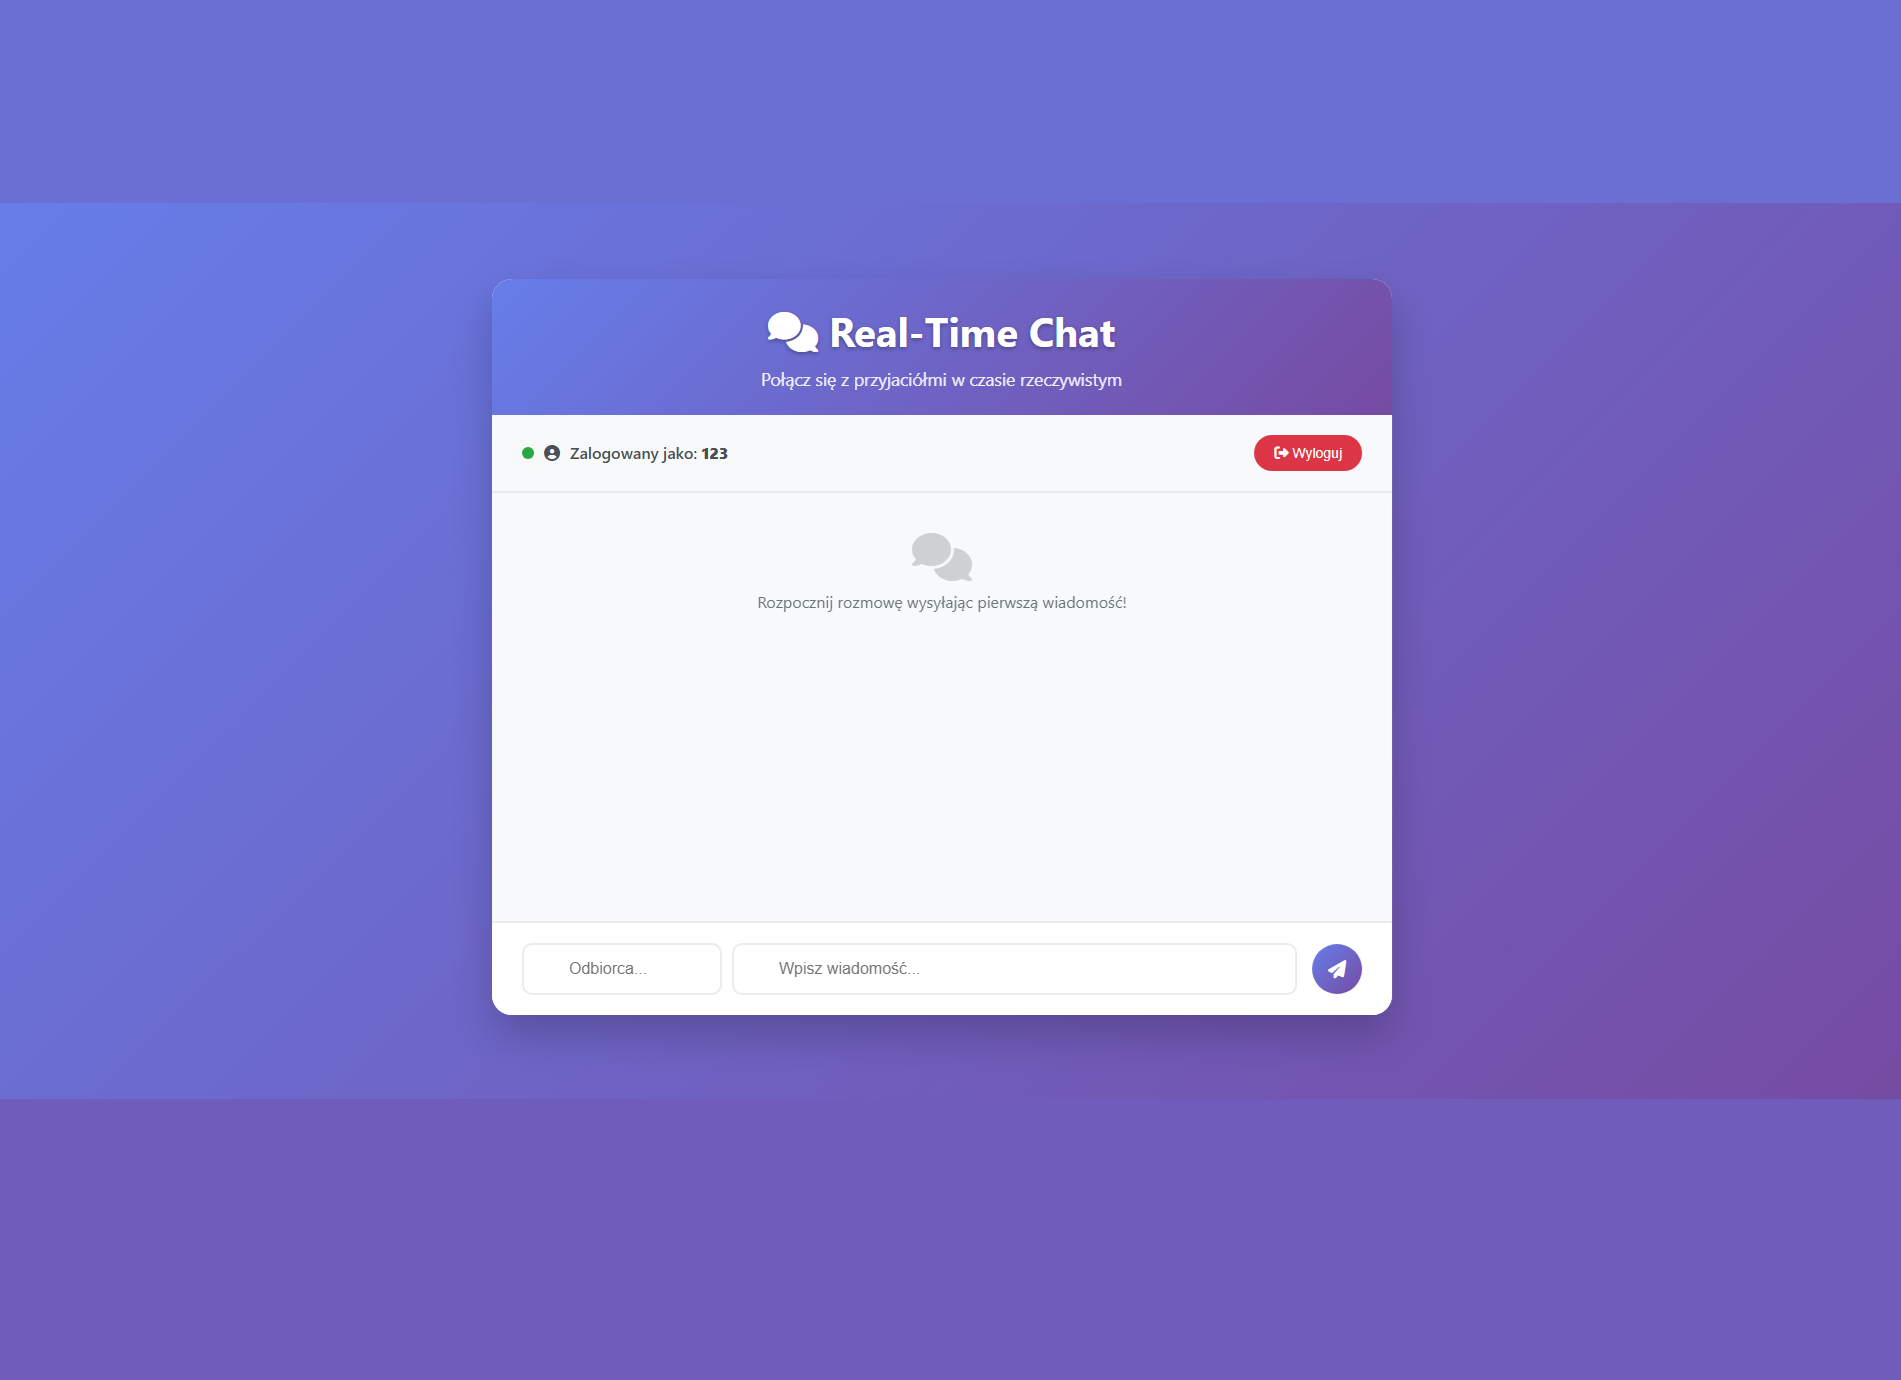 Real-Time Chat
Połącz się z przyjaciółmi w czasie rzeczywistym
Zalogowany jako: 123
Wyloguj
Rozpocznij rozmowę wysyłając pierwszą wiadomość!
Odbiorca...
Wpisz wiadomość...